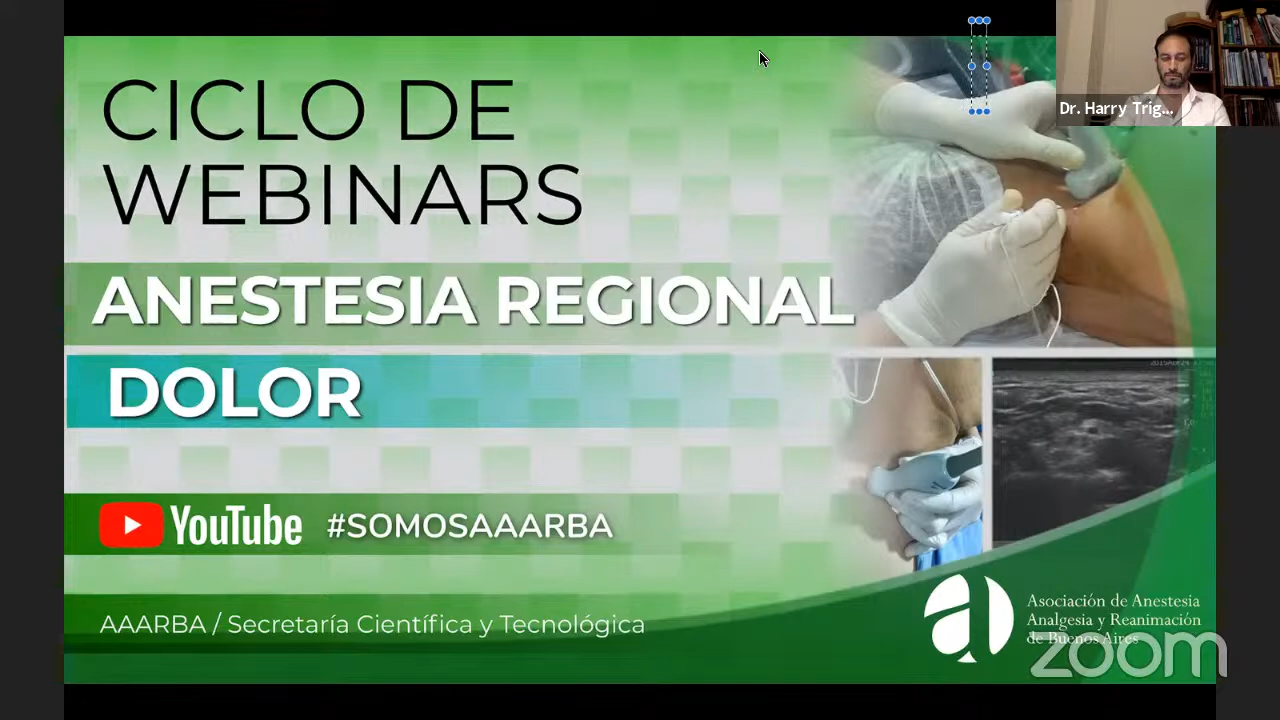 CICLO DE
WEBINARS
ANESTESIA REGIONAL
DOLOR
YouTube #SOMOSAAARBA
AAARBA / Secretaría Científica y Tecnológica
Dr. Harry Trig...
Asociación de Anestesia
Analgesia y Reanimación
de Buenos Aires
zoom